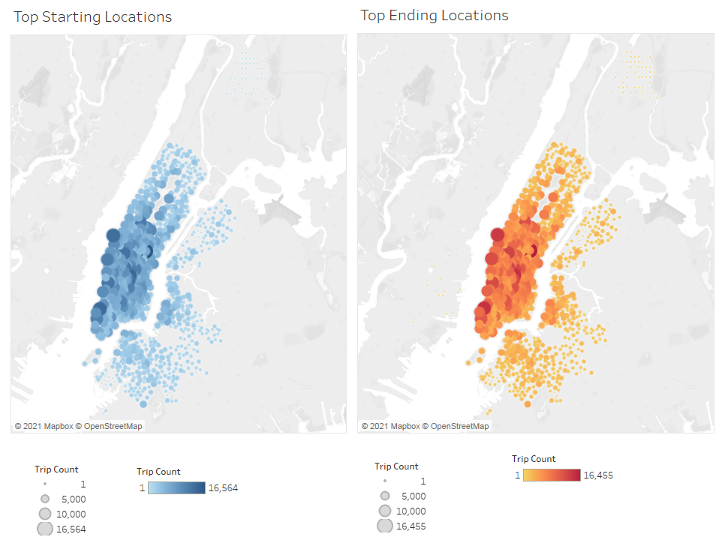 Top Starting Locations
Top Ending Locations
© 2021 Mapbox © OpenStreetMap
© 2021 Mapbox © OpenStreetMap
Trip Count
1
5,000
10,000
16,564
Trip Count
1 16,564
Trip Count
1
5,000
10,000
16,455
Trip Count
1 16,455